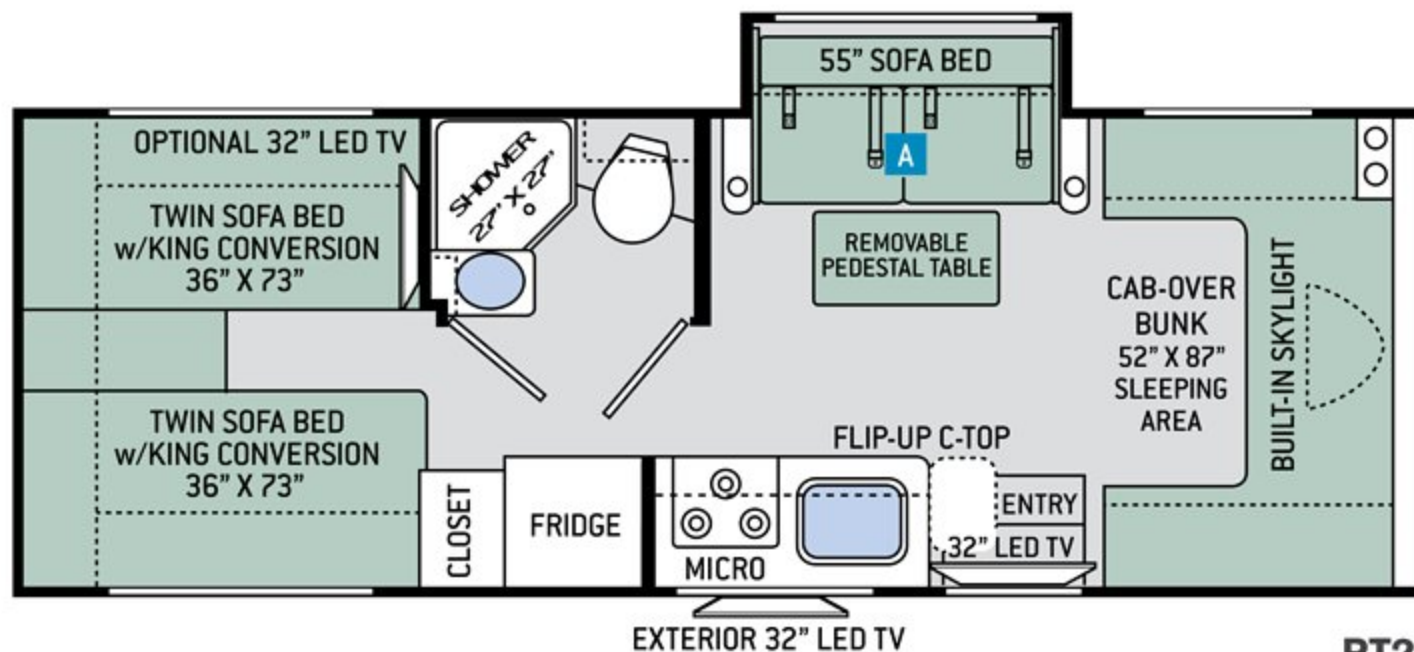 55” SOFA BED
A
OPTIONAL 32” LED TV
SHOWER
27” X 27”
TWIN SOFA BED
w/KING CONVERSION
36” X 73”
REMOVABLE
PEDESTAL TABLE
CAB-OVER
BUNK
52” X 87”
SLEEPING
AREA
BUILT-IN SKYLIGHT
TWIN SOFA BED
w/KING CONVERSION
36” X 73”
FLIP-UP C-TOP
CLOSET
FRIDGE
MICRO
ENTRY
32” LED TV
EXTERIOR 32” LED TV